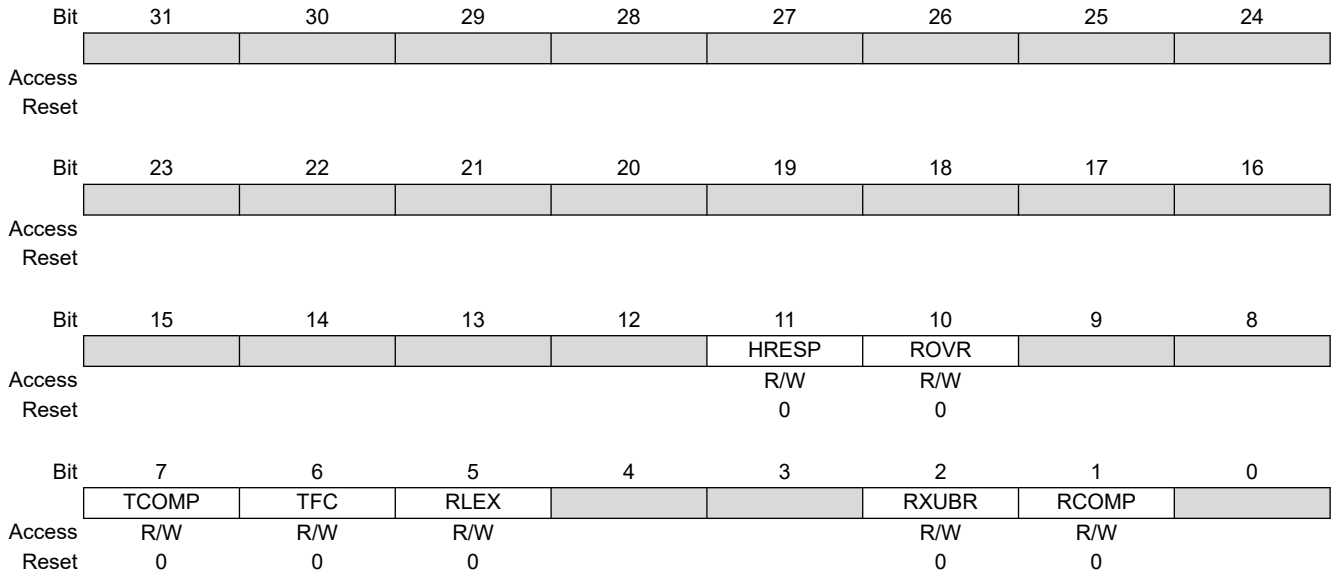 Bit 31 30 29 28 27 26 25 24
Access
Reset
Bit 23 22 21 20 19 18 17 16
Access
Reset
Bit 15 14 13 12 11 10 9 8
HRESP ROVR
Access R/W R/W
Reset 0 0
Bit 7 6 5 4 3 2 1 0
TCOMP TFC RLEX RXUBR RCOMP
Access R/W R/W R/W R/W R/W
Reset 0 0 0 0 0